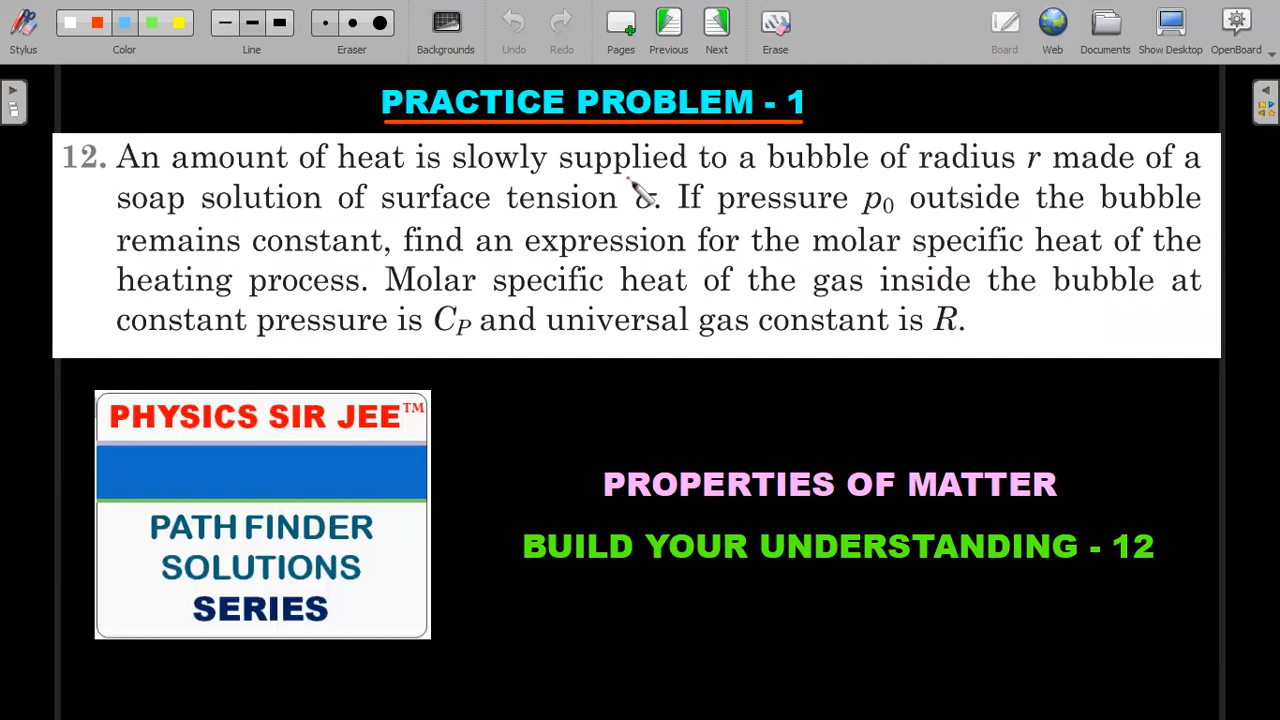 Stylus
Color
Line
Eraser
Backgrounds
Undo
Redo
Pages
Previous
Next
Erase
Board
Web
Documents
Show Desktop
OpenBoard
PRACTICE PROBLEM - 1
12. An amount of heat is slowly supplied to a bubble of radius r made of a
soap solution of surface tension σ. If pressure p₀ outside the bubble
remains constant, find an expression for the molar specific heat of the
heating process. Molar specific heat of the gas inside the bubble at
constant pressure is C_P and universal gas constant is R.
PHYSICS SIR JEE™
PATH FINDER
SOLUTIONS
SERIES
PROPERTIES OF MATTER
BUILD YOUR UNDERSTANDING - 12